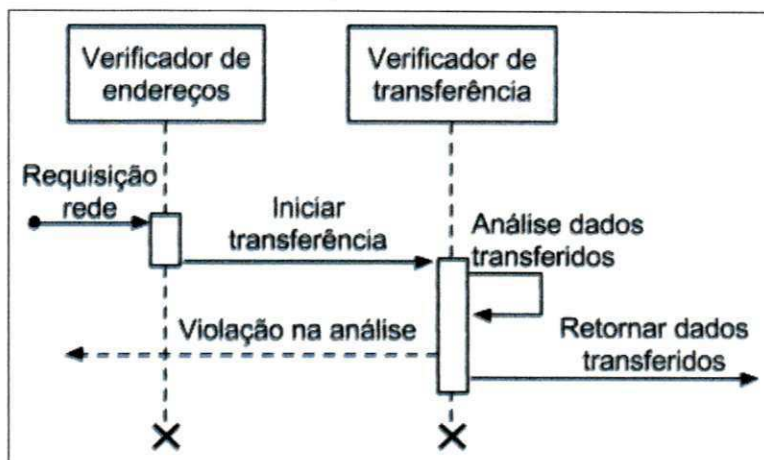 Verificador de
endereços
Verificador de
transferência
Requisição
rede
Iniciar
transferência
Análise dados
transferidos
Violação na análise
Retornar dados
transferidos